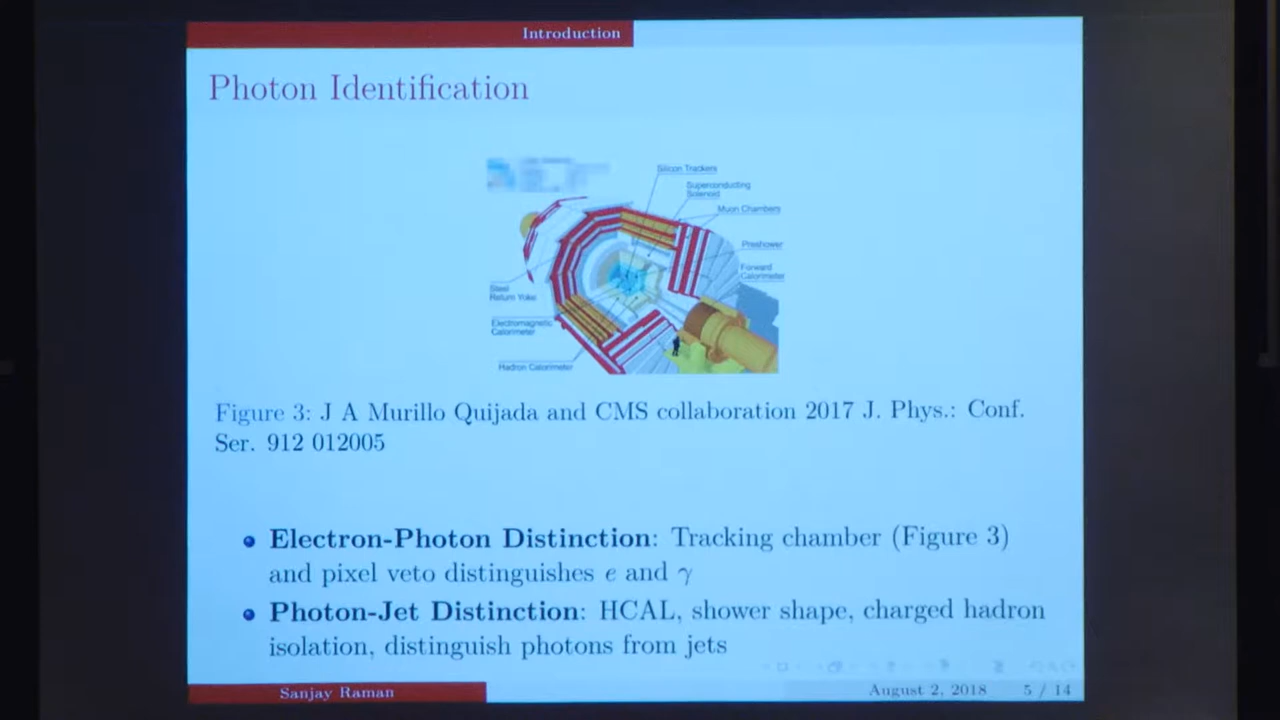 Introduction
Photon Identification
Silicon Trackers
Superconducting
Solenoid
Muon Chambers
Preshower
Forward
Calorimeter
Steel
Return Yoke
Electromagnetic
Calorimeter
Hadron Calorimeter
Figure 3: J A Murillo Quijada and CMS collaboration 2017 J. Phys.: Conf.
Ser. 912 012005
Electron-Photon Distinction: Tracking chamber (Figure 3)
and pixel veto distinguishes e and γ
Photon-Jet Distinction: HCAL, shower shape, charged hadron
isolation, distinguish photons from jets
Sanjay Raman
August 2, 2018 5 / 14